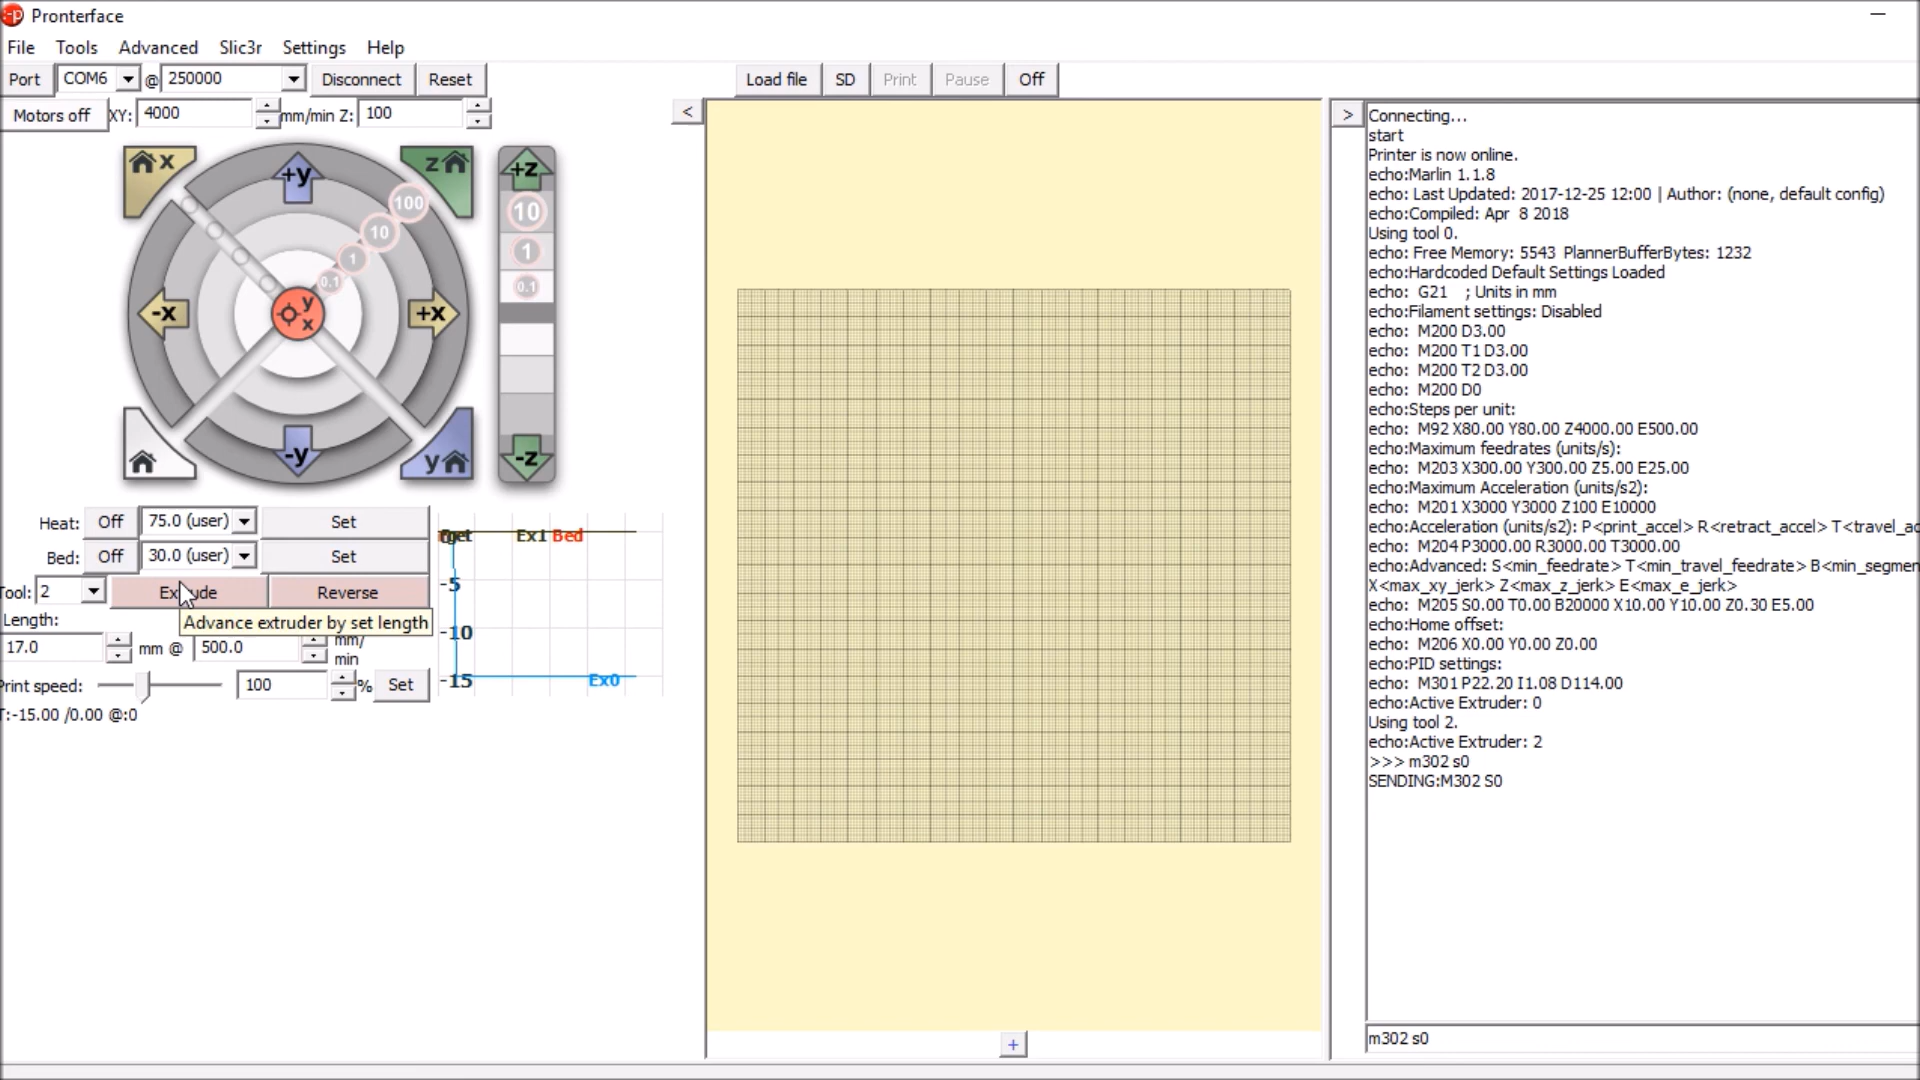 Pronterface
File Tools Advanced Slic3r Settings Help
Port COM6 @ 250000 Disconnect Reset
Load file SD Print Pause Off
Motors off XY: 4000 mm/min Z: 100
<
>
x
+y
z
100
10
1
0.1
-x
y
x
+x
-y
y
+z
10
1
0.1
-z
Heat: Off 75.0 (user) Set
Bed: Off 30.0 (user) Set
Tool: 2 Extrude Reverse
Advance extruder by set length
Length:
17.0 mm @ 500.0 mm/
min
Print speed: 100 % Set
T:-15.00 /0.00 @:0
Ex1 Bed
-5
-10
-15
Ex0
+
Connecting...
start
Printer is now online.
echo:Marlin 1.1.8
echo: Last Updated: 2017-12-25 12:00 | Author: (none, default config)
echo:Compiled: Apr 8 2018
Using tool 0.
echo: Free Memory: 5543 PlannerBufferBytes: 1232
echo:Hardcoded Default Settings Loaded
echo: G21 ; Units in mm
echo:Filament settings: Disabled
echo: M200 D3.00
echo: M200 T1 D3.00
echo: M200 T2 D3.00
echo: M200 D0
echo:Steps per unit:
echo: M92 X80.00 Y80.00 Z4000.00 E500.00
echo:Maximum feedrates (units/s):
echo: M203 X300.00 Y300.00 Z5.00 E25.00
echo:Maximum Acceleration (units/s2):
echo: M201 X3000 Y3000 Z100 E10000
echo:Acceleration (units/s2): P<print_accel> R<retract_accel> T<travel_ac
echo: M204 P3000.00 R3000.00 T3000.00
echo:Advanced: S<min_feedrate> T<min_travel_feedrate> B<min_segmen
X<max_xy_jerk> Z<max_z_jerk> E<max_e_jerk>
echo: M205 S0.00 T0.00 B20000 X10.00 Y10.00 Z0.30 E5.00
echo:Home offset:
echo: M206 X0.00 Y0.00 Z0.00
echo:PID settings:
echo: M301 P22.20 I1.08 D114.00
echo:Active Extruder: 0
Using tool 2.
echo:Active Extruder: 2
>>> m302 s0
SENDING:M302 S0
m302 s0